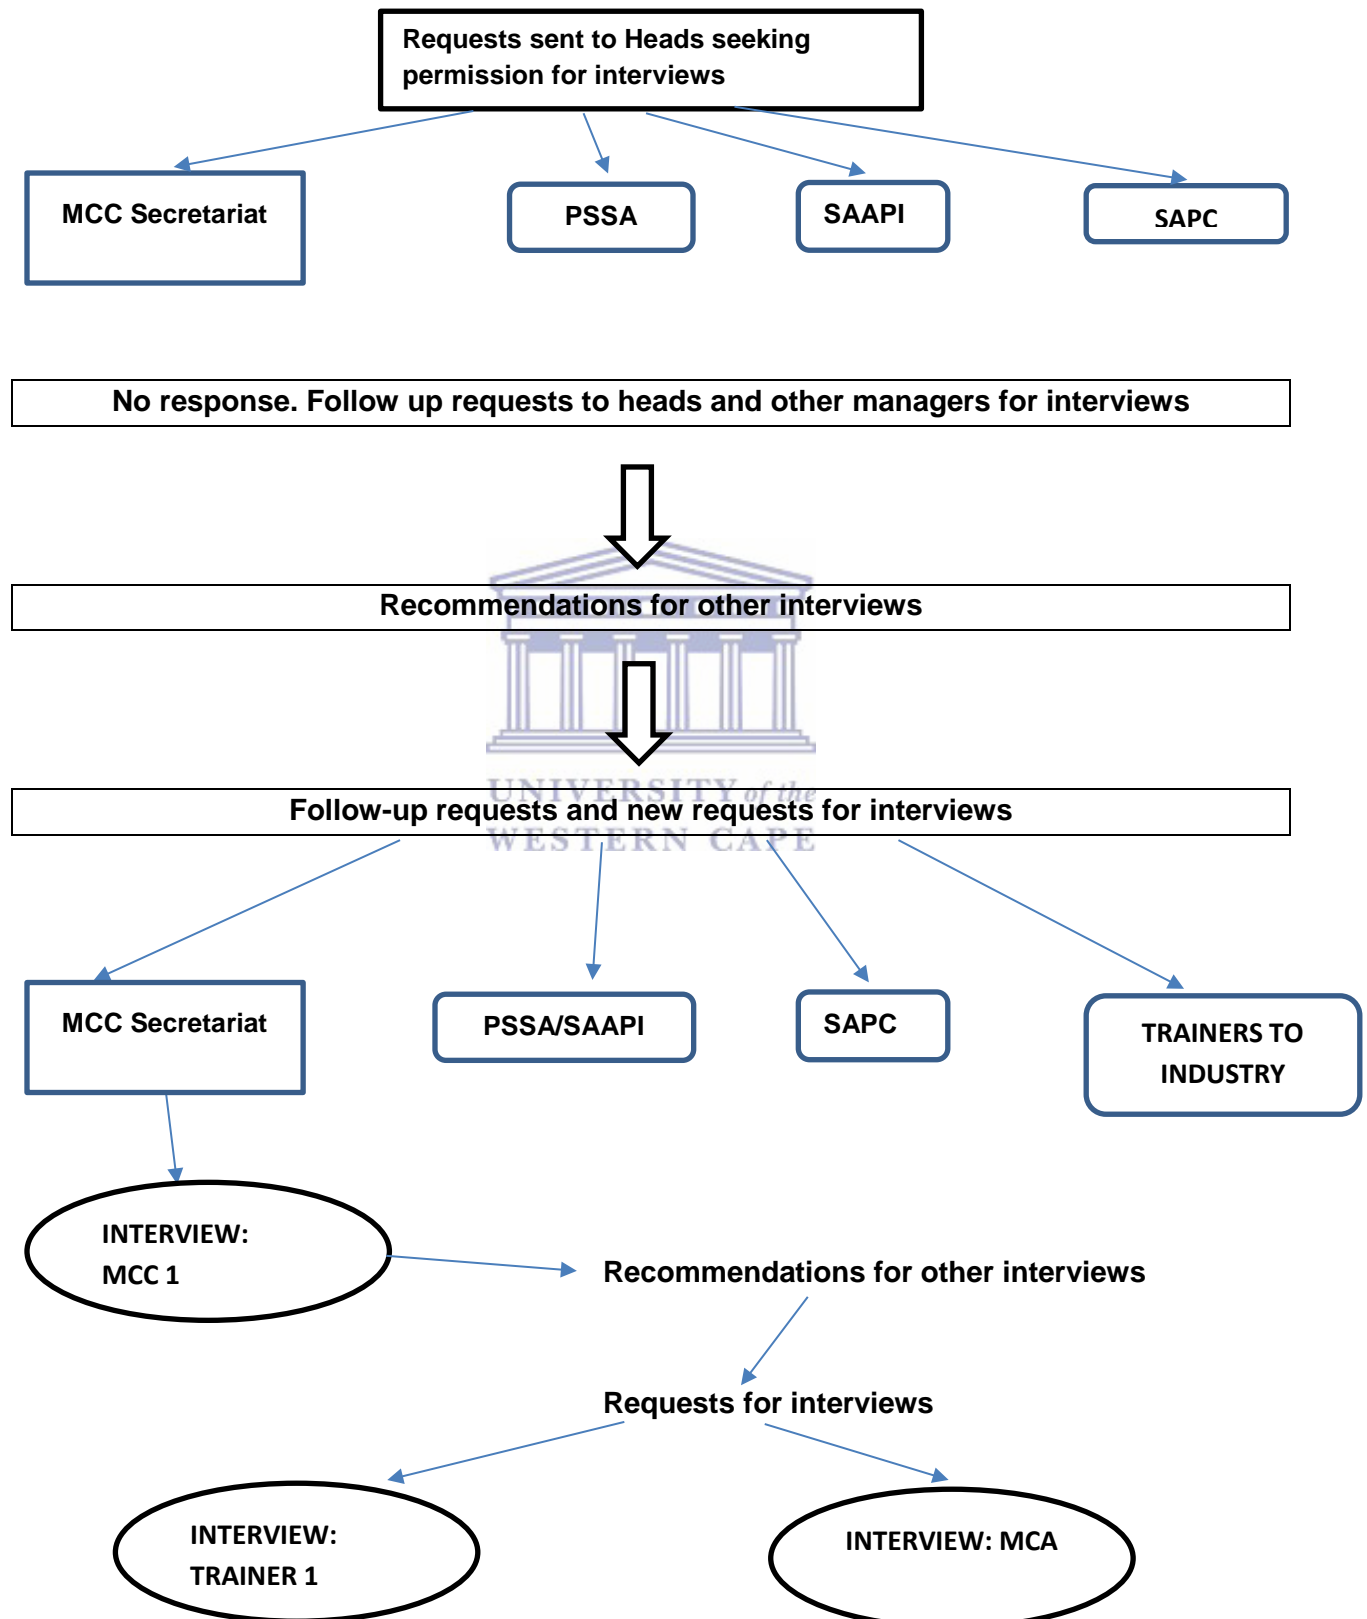 Requests sent to Heads seeking
permission for interviews
MCC Secretariat
PSSA
SAAPI
SAPC
No response. Follow up requests to heads and other managers for interviews
Recommendations for other interviews
UNIVERSITY of the
Follow-up requests and new requests for interviews
WESTERN CAPE
MCC Secretariat
PSSA/SAAPI
SAPC
TRAINERS TO
INDUSTRY
INTERVIEW:
MCC 1
Recommendations for other interviews
Requests for interviews
INTERVIEW:
TRAINER 1
INTERVIEW: MCA